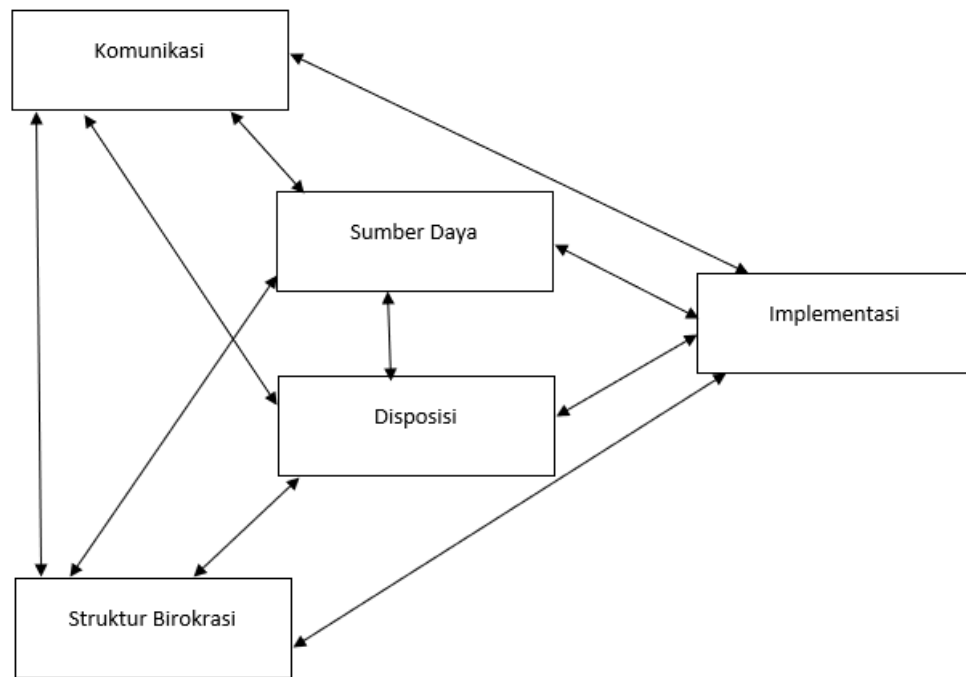 Komunikasi
Sumber Daya
Implementasi
Disposisi
Struktur Birokrasi